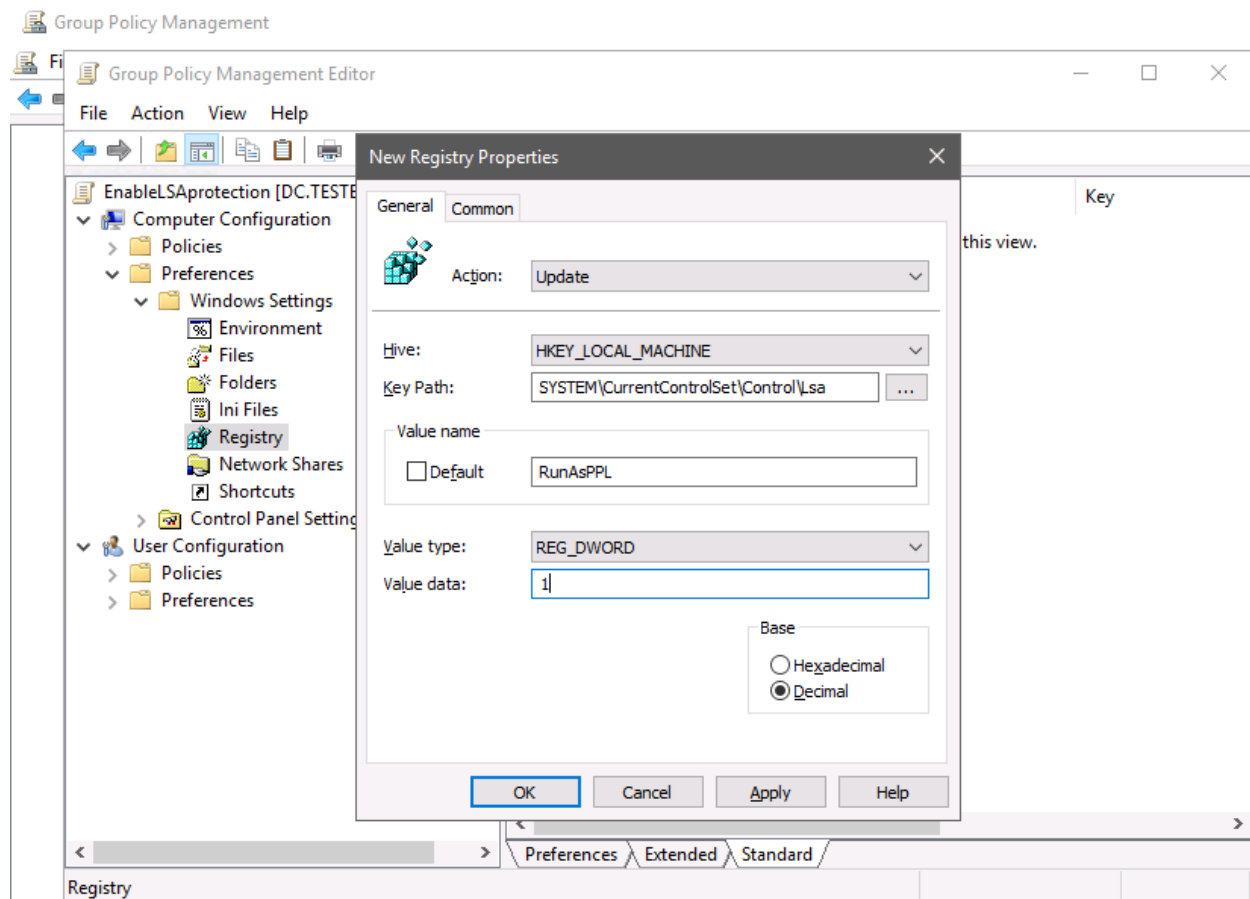 Group Policy Management
Fi
Group Policy Management Editor
File Action View Help
New Registry Properties
EnableLSAprotection [DC.TESTE
Computer Configuration
Policies
Preferences
Windows Settings
Environment
Files
Folders
Ini Files
Registry
Network Shares
Shortcuts
Control Panel Setting
User Configuration
Policies
Preferences
General Common
Action: Update
Hive: HKEY_LOCAL_MACHINE
Key Path: SYSTEM\CurrentControlSet\Control\Lsa ...
Value name
Default RunAsPPL
Value type: REG_DWORD
Value data: 1
Base
Hexadecimal
Decimal
OK Cancel Apply Help
Key
this view.
Preferences Extended Standard
Registry